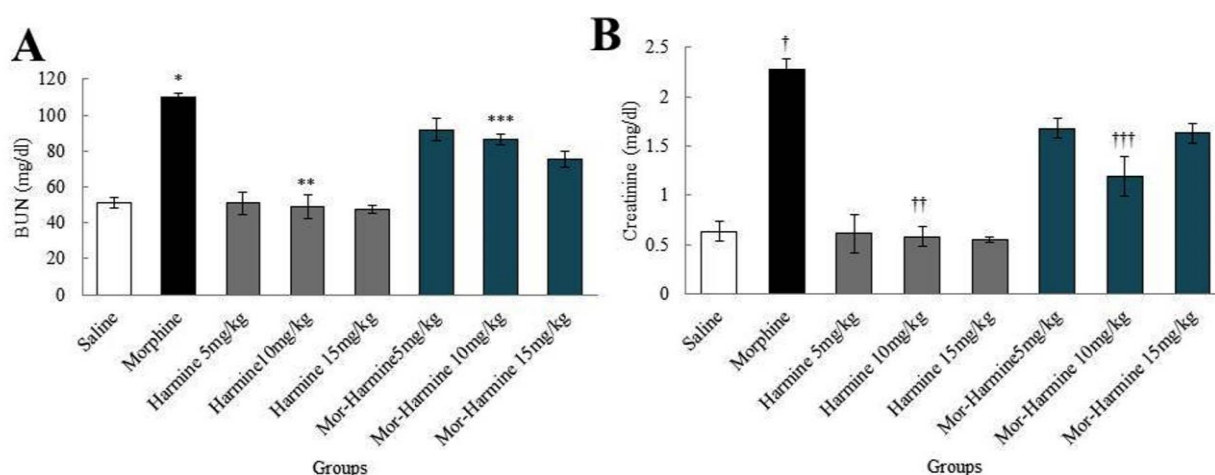 A
BUN (mg/dl)
120
100
80
60
40
20
0
*
**
***
Saline
Morphine
Harmine 5mg/kg
Harmine10mg/kg
Harmine 15mg/kg
Mor-Harmine5mg/kg
Mor-Harmine 10mg/kg
Mor-Harmine 15mg/kg
Groups
B
Creatinine (mg/dl)
2.5
2
1.5
1
0.5
0
†
††
†††
Saline
Morphine
Harmine 5mg/kg
Harmine 10mg/kg
Harmine 15mg/kg
Mor-Harmine5mg/kg
Mor-Harmine 10mg/kg
Mor-Harmine 15mg/kg
Groups